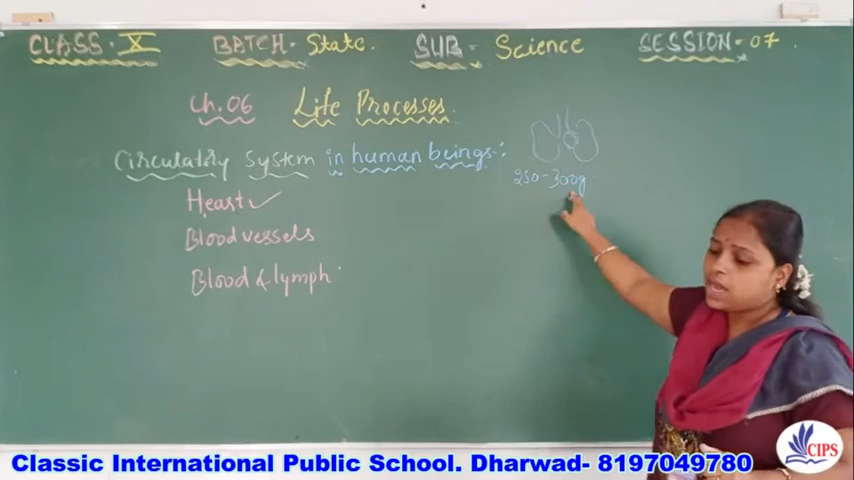 CLASS - X BATCH - State. SUB - Science SESSION - 07
Ch. 06 Life Processes.
Circulatory System in human beings :
250-300g
Heart ✓
Blood vessels
Blood & lymph
Classic International Public School. Dharwad- 8197049780
CIPS